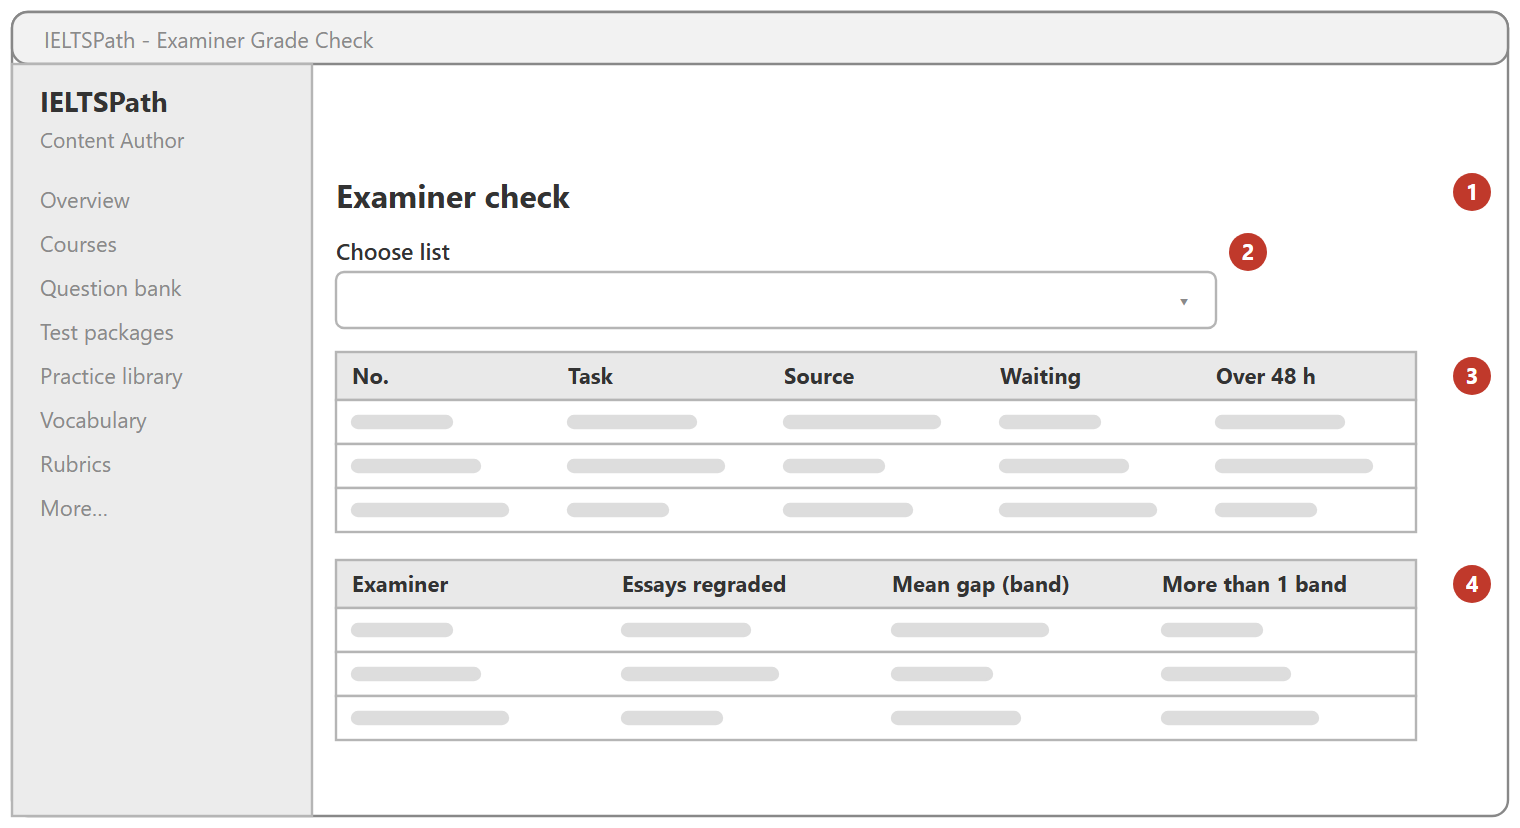 IELTSPath - Examiner Grade Check
IELTSPath
Content Author
Overview
Courses
Question bank
Test packages
Practice library
Vocabulary
Rubrics
More...
Examiner check
1
Choose list
2
No. Task Source Waiting Over 48 h
3
Examiner Essays regraded Mean gap (band) More than 1 band
4